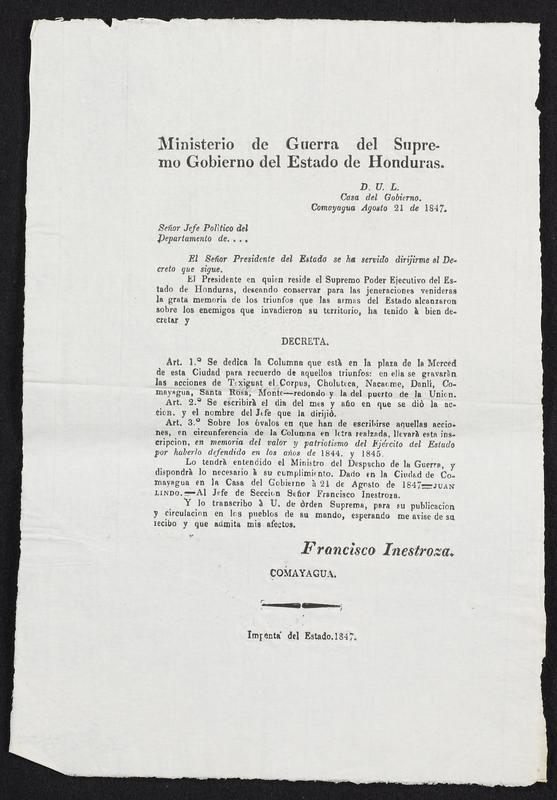 Ministerio de Guerra del Supre-
mo Gobierno del Estado de Honduras.
D. U. L.
Casa del Gobierno.
Comayagua Agosto 21 de 1847.
Señor Jefe Politico del
Departamento de. . . .
El Señor Presidente del Estado se ha servido dirijirme el De-
creto que sigue.
El Presidente en quien reside el Supremo Poder Ejecutivo del Es-
tado de Honduras, deseando conservar para las jeneraciones venideras
la grata memoria de los triunfos que las armas del Estado alcanzaron
sobre los enemigos que invadieron su territorio, ha tenido à bien de-
cretar y
DECRETA.
Art. 1.º Se dedica la Columna que està en la plaza de la Merced
de esta Ciudad para recuerdo de aquellos triunfos: en ella se gravaràn
las acciones de Texiguat el Corpus, Choluteca, Nacaome, Danlí, Co-
mayagua, Santa Rosa, Monte—redondo y la del puerto de la Union.
Art. 2.º Se escribirà el dia del mes y año en que se diò la ac-
cion, y el nombre del Jefe que la dirijió.
Art. 3.º Sobre los òvalos en que han de escribirse aquellas accio-
nes, en circunferencia de la Columna en letra realzada, llevarà esta ins-
cripcion, en memoria del valor y patriotismo del Ejército del Estado
por haberlo defendido en los años de 1844. y 1845.
Lo tendrà entendido el Ministro del Despacho de la Guerra, y
dispondrà lo necesario à su cumplimiento. Dado en la Ciudad de Co-
mayagua en la Casa del Gobierno à 21 de Agosto de 1847=JUAN
LINDO.=Al Jefe de Seccion Señor Francisco Inestroza.
Y lo transcribo à U. de òrden Suprema, para su publicacion
y circulacion en los pueblos de su mando, esperando me avise de su
recibo y que admita mis afectos.
Francisco Inestroza.
COMAYAGUA.
Imprenta del Estado.1847.